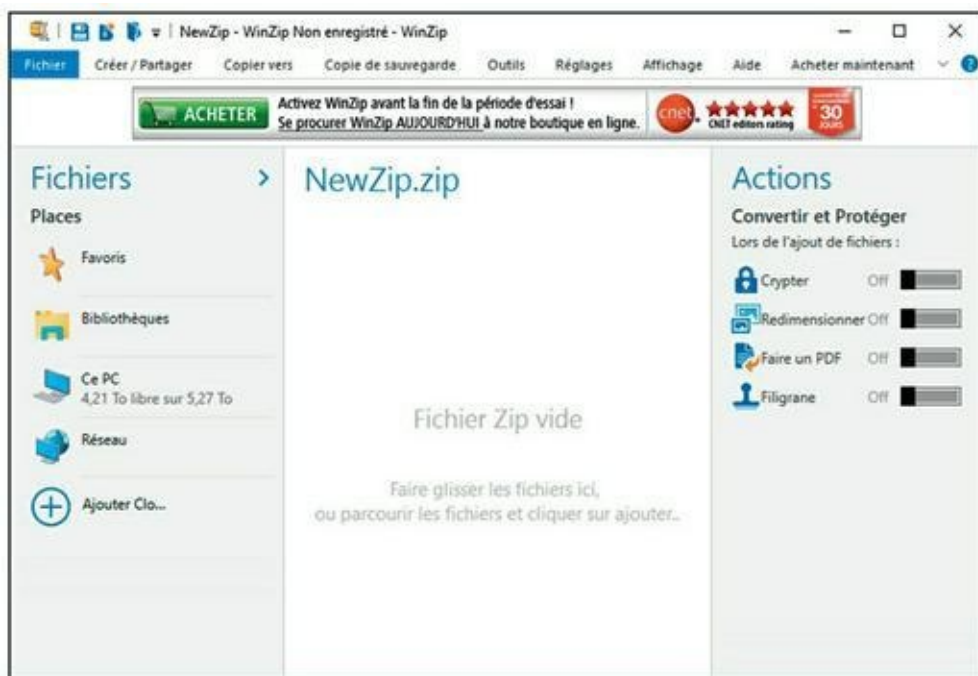 NewZip - WinZip Non enregistré - WinZip
Fichier Créer / Partager Copier vers Copie de sauvegarde Outils Réglages Affichage Aide Acheter maintenant
ACHETER
Activez WinZip avant la fin de la période d'essai !
Se procurer WinZip AUJOURD'HUI à notre boutique en ligne.
cnet
CNET editors rating
30
JOURS
Fichiers
Places
Favoris
Bibliothèques
Ce PC
4,21 To libre sur 5,27 To
Réseau
Ajouter Clo...
NewZip.zip
Fichier Zip vide
Faire glisser les fichiers ici,
ou parcourir les fichiers et cliquer sur ajouter..
Actions
Convertir et Protéger
Lors de l'ajout de fichiers :
Crypter Off
Redimensionner Off
Faire un PDF Off
Filigrane Off